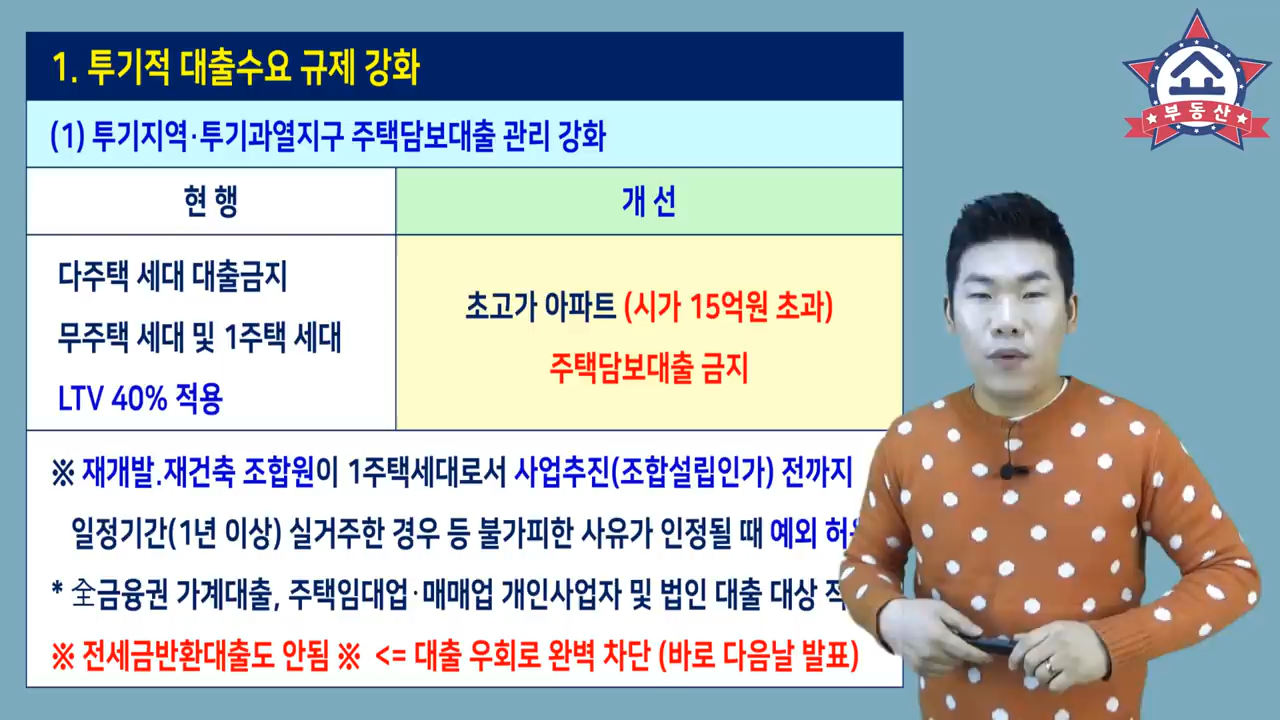 1. 투기적 대출수요 규제 강화
(1) 투기지역·투기과열지구 주택담보대출 관리 강화
현 행
개 선
다주택 세대 대출금지
무주택 세대 및 1주택 세대
LTV 40% 적용
초고가 아파트 (시가 15억원 초과)
주택담보대출 금지
※ 재개발.재건축 조합원이 1주택세대로서 사업추진(조합설립인가) 전까지
일정기간(1년 이상) 실거주한 경우 등 불가피한 사유가 인정될 때 예외
* 全금융권 가계대출, 주택임대업·매매업 개인사업자 및 법인 대출 대상
※ 전세금반환대출도 안됨 ※ <= 대출 우회로 완벽 차단 (바로 다음날 발표)
쇼
부동산